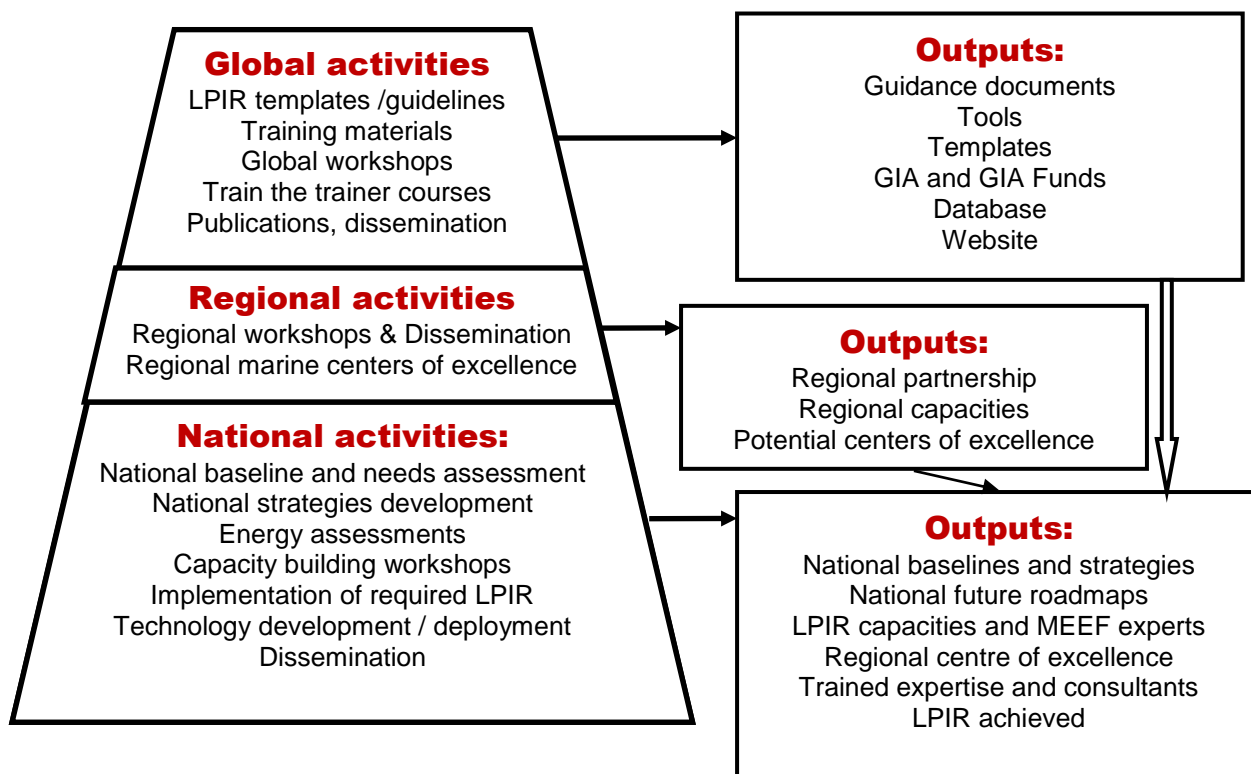 Global activities
LPIR templates /guidelines
Training materials
Global workshops
Train the trainer courses
Publications, dissemination
Outputs:
Guidance documents
Tools
Templates
GIA and GIA Funds
Database
Website
Regional activities
Regional workshops & Dissemination
Regional marine centers of excellence
Outputs:
Regional partnership
Regional capacities
Potential centers of excellence
National activities:
National baseline and needs assessment
National strategies development
Energy assessments
Capacity building workshops
Implementation of required LPIR
Technology development / deployment
Dissemination
Outputs:
National baselines and strategies
National future roadmaps
LPIR capacities and MEEF experts
Regional centre of excellence
Trained expertise and consultants
LPIR achieved